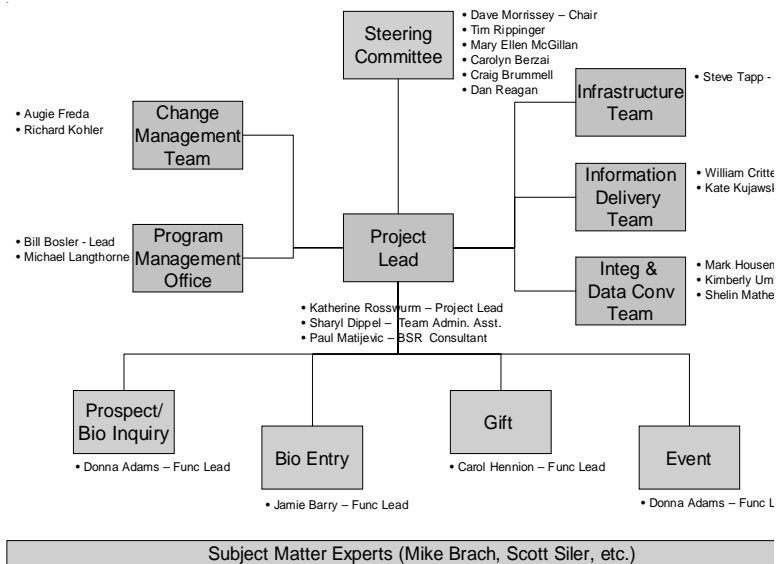 Steering
Committee
• Dave Morrissey – Chair
• Tim Rippinger
• Mary Ellen McGillan
• Carolyn Berzai
• Craig Brummell
• Dan Reagan
• Augie Freda
• Richard Kohler
Change
Management
Team
Infrastructure
Team
• Steve Tapp -
• Bill Bosler - Lead
• Michael Langthorne
Program
Management
Office
Project
Lead
Information
Delivery
Team
• William
• Kate
Integ &
Data Conv
Team
• Mark
• Kimberly
• Shelin
• Katherine Rosswurm – Project Lead
• Sharyl Dippel – Team Admin. Asst.
• Paul Matijevic – BSR Consultant
Prospect/
Bio Inquiry
• Donna Adams – Func Lead
Bio Entry
• Jamie Barry – Func Lead
Gift
• Carol Hennion – Func Lead
Event
• Donna Adams – Func
Subject Matter Experts (Mike Brach, Scott Siler, etc.)